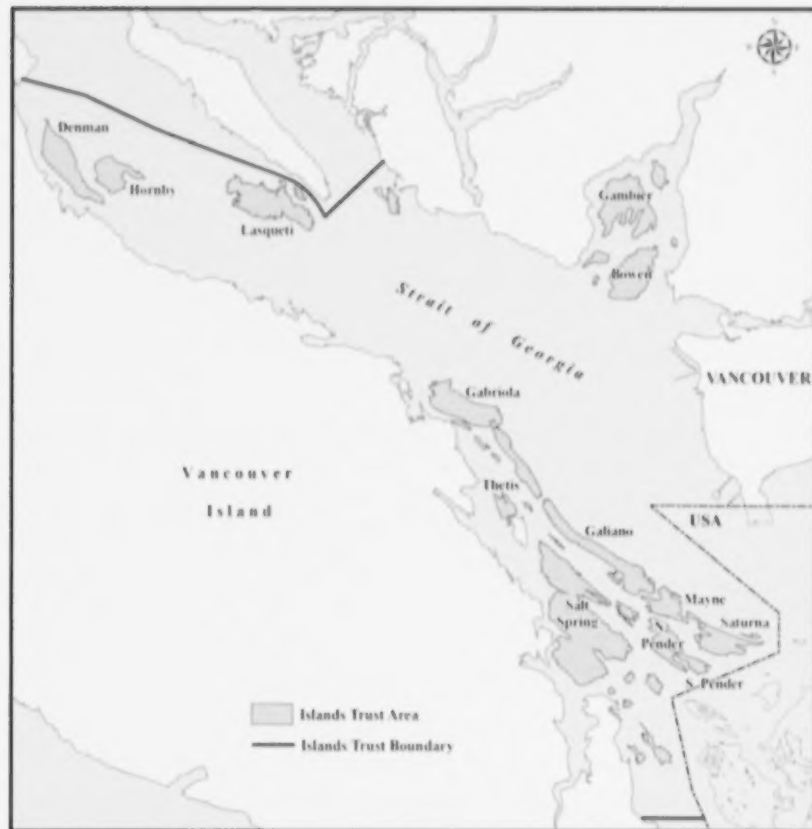 Denman
Hornby
Lasqueti
Gambier
Bowen
Strait of Georgia
VANCOUVER
Gabriola
Vancouver
Island
Thetis
USA
Galiano
Mayne
Salt
Spring
N.
Pender
Saturna
S. Pender
Islands Trust Area
Islands Trust Boundary